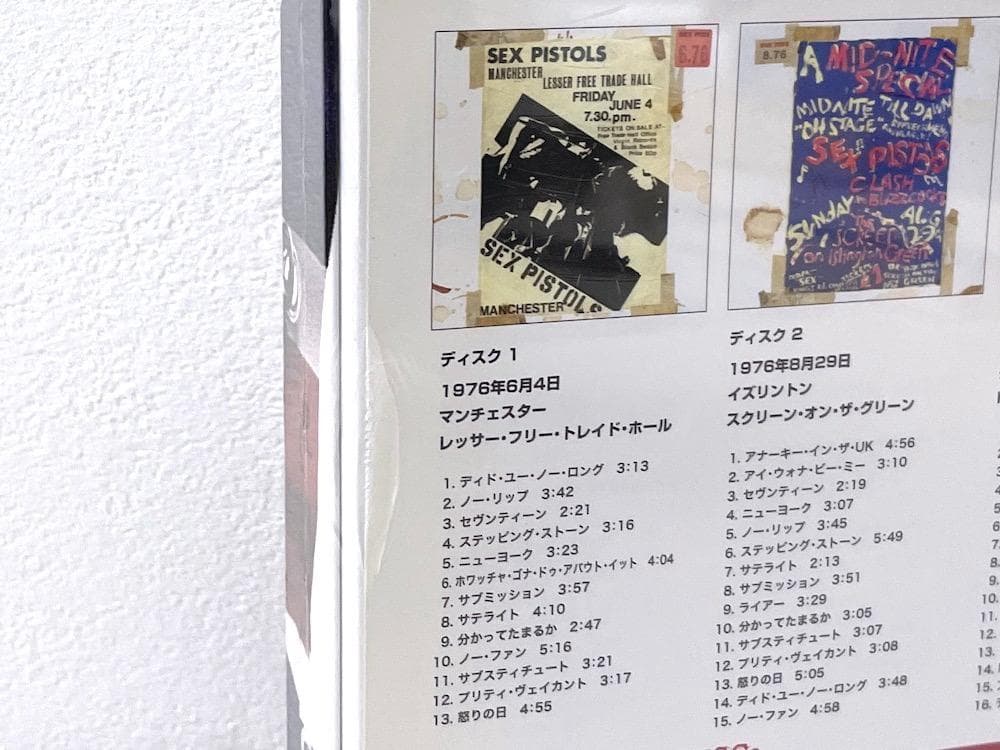 SEX PISTOLS
MANCHESTER
LESSER FREE TRADE HALL
FRIDAY
JUNE 4
7.30.pm.
TICKETS ON SALE AT-
Free Trade Hall Office
SEX PISTOLS
MANCHESTER
6.76
ディスク 1
1976年6月4日
マンチェスター
レッサー・フリー・トレイド・ホール
1. ディド・ユー・ノー・ロング 3:13
2. ノー・リップ 3:42
3. セヴンティーン 2:21
4. ステッピング・ストーン 3:16
5. ニューヨーク 3:23
6. ホワッチャ・ゴナ・ドゥ・アバウト・イット 4:04
7. サブミッション 3:57
8. サテライト 4:10
9. 分かってたまるか 2:47
10. ノー・ファン 5:16
11. サブスティチュート 3:21
12. プリティ・ヴェイカント 3:17
13. 怒りの日 4:55
8.76
A MID-NITE
SPECIAL
MIDNITE TILL DAWN
"ON STAGE"
SEX PISTOLS
CLASH
BUZZCOCKS
SUNDAY AUG
29
The
SCREEN
on Islington Green
ディスク 2
1976年8月29日
イズリントン
スクリーン・オン・ザ・グリーン
1. アナーキー・イン・ザ・UK 4:56
2. アイ・ウォナ・ビー・ミー 3:10
3. セヴンティーン 2:19
4. ニューヨーク 3:07
5. ノー・リップ 3:45
6. ステッピング・ストーン 5:49
7. サテライト 2:13
8. サブミッション 3:51
9. ライアー 3:29
10. 分かってたまるか 3:05
11. サブスティチュート 3:07
12. プリティ・ヴェイカント 3:08
13. 怒りの日 5:05
14. ディド・ユー・ノー・ロング 3:48
15. ノー・ファン 4:58